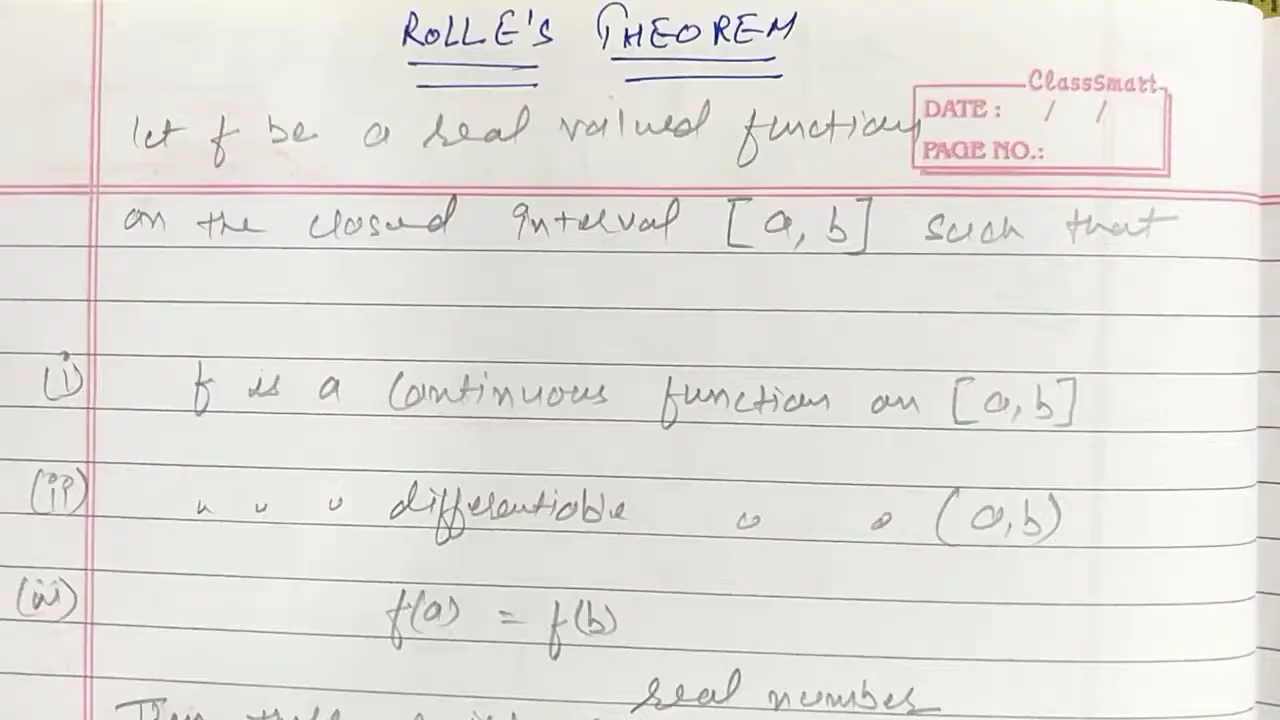 ROLLE'S THEOREM
ClassSmart
DATE: / /
PAGE NO.:
let f be a real valued function
on the closed interval [a, b] such that
(i) f is a continuous function on [a, b]
(ii) " " " differentiable " " (a, b)
(iii) f(a) = f(b)
real number